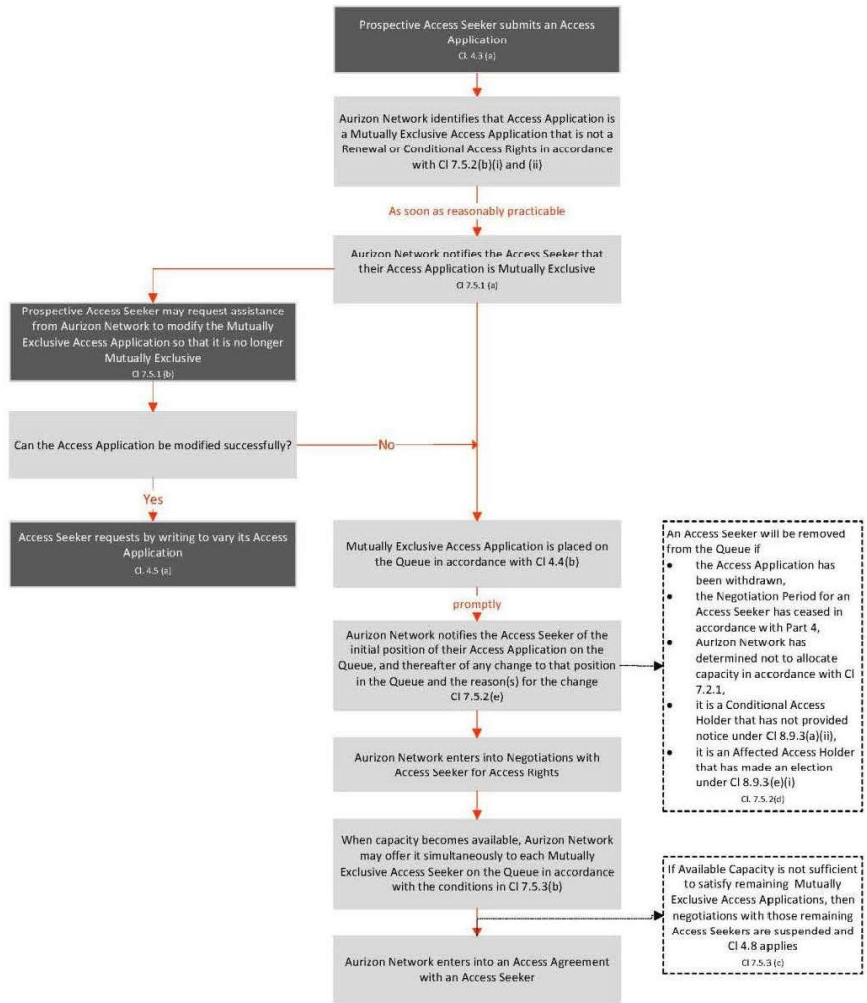 Prospective Access Seeker submits an Access
Application
Cl. 4.3 (a)
Aurizon Network identifies that Access Application is
a Mutually Exclusive Access Application that is not a
Renewal or Conditional Access Rights in accordance
with Cl 7.5.2(b)(i) and (ii)
As soon as reasonably practicable
Aurizon Network notifies the Access Seeker that
their Access Application is Mutually Exclusive
Cl 7.5.1 (a)
Prospective Access Seeker may request assistance
from Aurizon Network to modify the Mutually
Exclusive Access Application so that it is no longer
Mutually Exclusive
Cl 7.5.1 (b)
Can the Access Application be modified successfully?
No
Yes
Access Seeker requests by writing to vary its Access
Application
Cl. 4.5 (a)
Mutually Exclusive Access Application is placed on
the Queue in accordance with Cl 4.4(b)
promptly
Aurizon Network notifies the Access Seeker of the
initial position of their Access Application on the
Queue, and thereafter of any change to that position
in the Queue and the reason(s) for the change
Cl 7.5.2(e)
An Access Seeker will be removed
from the Queue if
• the Access Application has
been withdrawn,
• the Negotiation Period for an
Access Seeker has ceased in
accordance with Part 4,
• Aurizon Network has
determined not to allocate
capacity in accordance with Cl
7.2.1,
• it is a Conditional Access
Holder that has not provided
notice under Cl 8.9.3(a)(ii),
• it is an Affected Access Holder
that has made an election
under Cl 8.9.3(e)(i)
Cl. 7.5.2(d)
Aurizon Network enters into Negotiations with
Access Seeker for Access Rights
When capacity becomes available, Aurizon Network
may offer it simultaneously to each Mutually
Exclusive Access Seeker on the Queue in accordance
with the conditions in Cl 7.5.3(b)
If Available Capacity is not sufficient
to satisfy remaining Mutually
Exclusive Access Applications, then
negotiations with those remaining
Access Seekers are suspended and
Cl 4.8 applies
Cl 7.5.3 (c)
Aurizon Network enters into an Access Agreement
with an Access Seeker